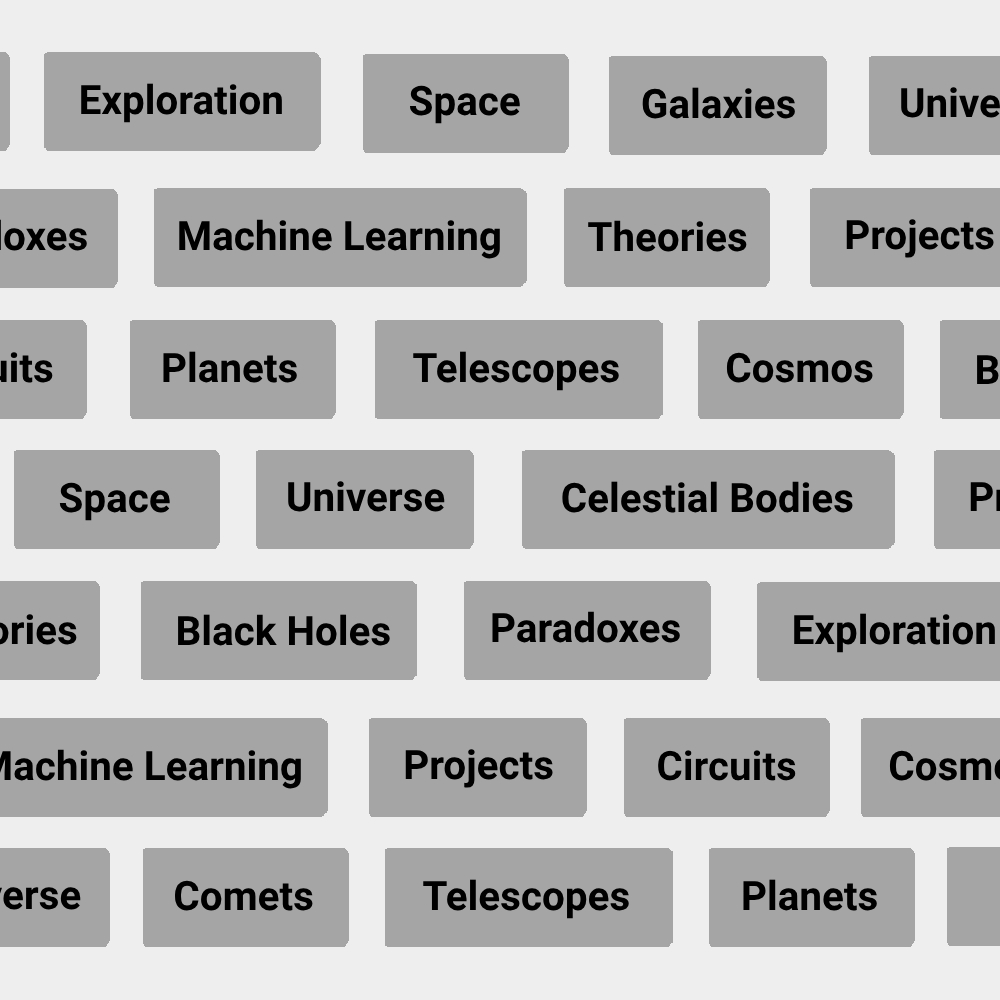 Exploration Space Galaxies Unive
loxes Machine Learning Theories Projects
uits Planets Telescopes Cosmos B
Space Universe Celestial Bodies Pr
ories Black Holes Paradoxes Exploration
Machine Learning Projects Circuits Cosmo
verse Comets Telescopes Planets